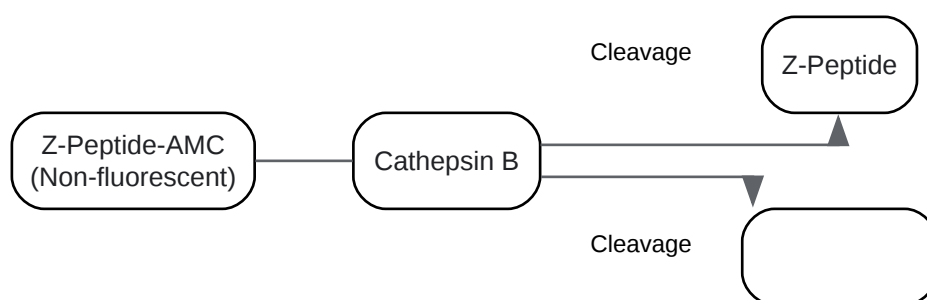 Cleavage
Z-Peptide
Z-Peptide-AMC
(Non-fluorescent)
Cathepsin B
Cleavage